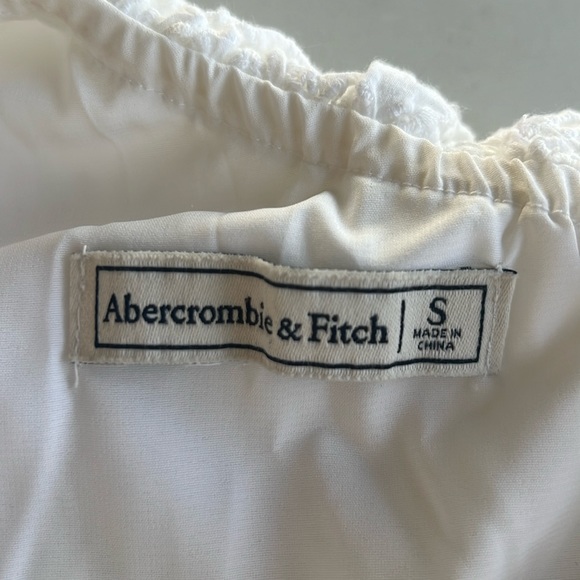 Abercrombie & Fitch
S
MADE IN
CHINA